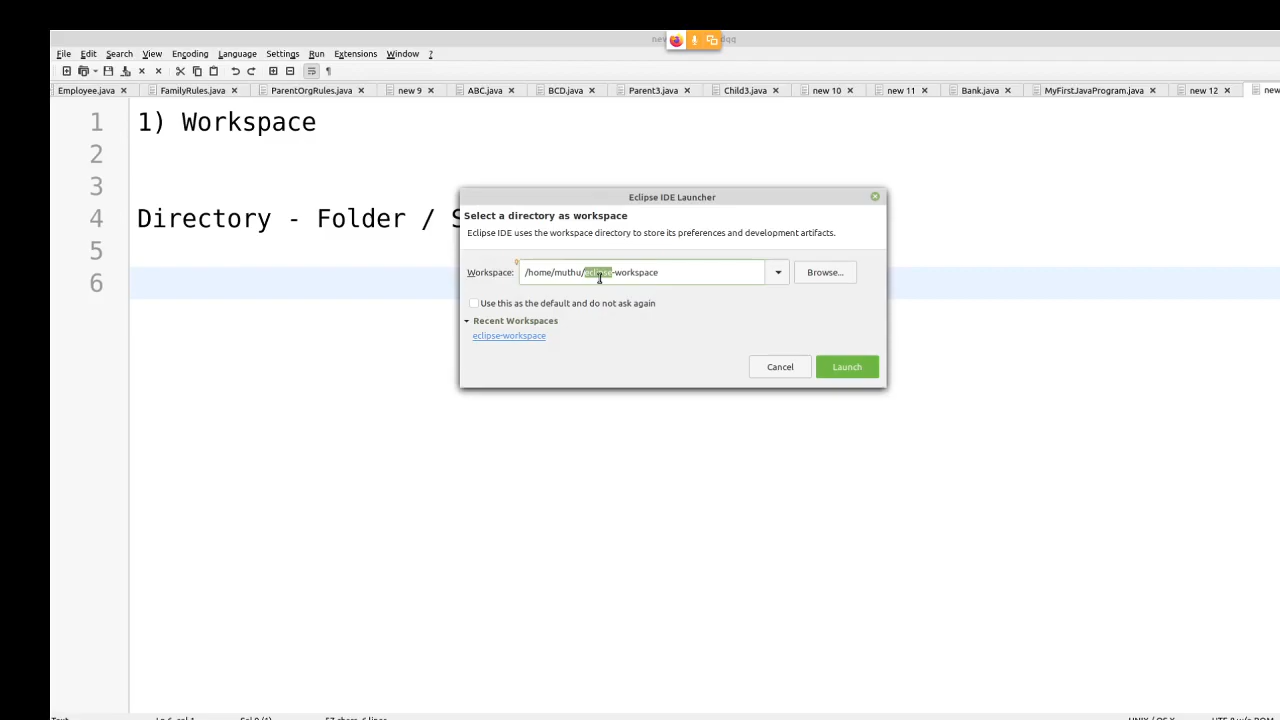 File Edit Search View Encoding Language Settings Run Extensions Window ?
Employee.java FamilyRules.java ParentOrgRules.java new 9 ABC.java BCD.java Parent3.java Child3.java new 10 new 11 Bank.java MyFirstJavaProgram.java new 12 new
1 1) Workspace
2
3
4 Directory - Folder / S
5
6
Eclipse IDE Launcher
Select a directory as workspace
Eclipse IDE uses the workspace directory to store its preferences and development artifacts.
Workspace: /home/muthu/eclipse-workspace Browse...
Use this as the default and do not ask again
Recent Workspaces
eclipse-workspace
Cancel Launch